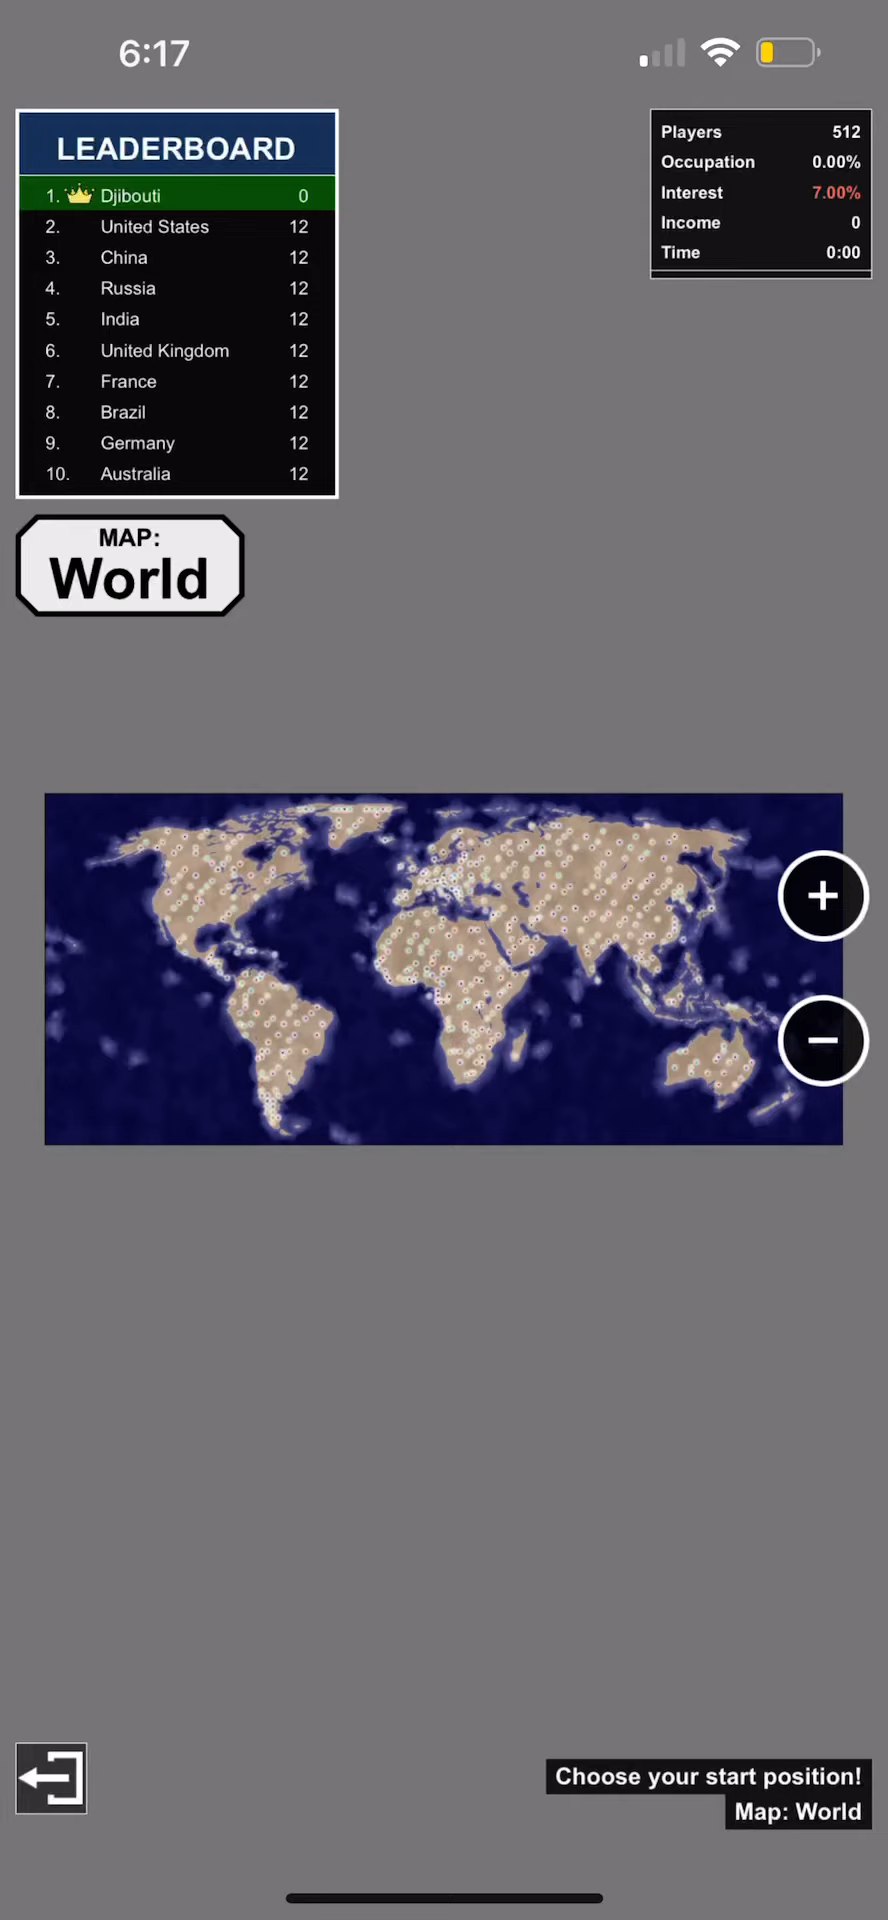 6:17
LEADERBOARD
1. Djibouti 0
2. United States 12
3. China 12
4. Russia 12
5. India 12
6. United Kingdom 12
7. France 12
8. Brazil 12
9. Germany 12
10. Australia 12
Players 512
Occupation 0.00%
Interest 7.00%
Income 0
Time 0:00
MAP:
World
+
−
Choose your start position!
Map: World